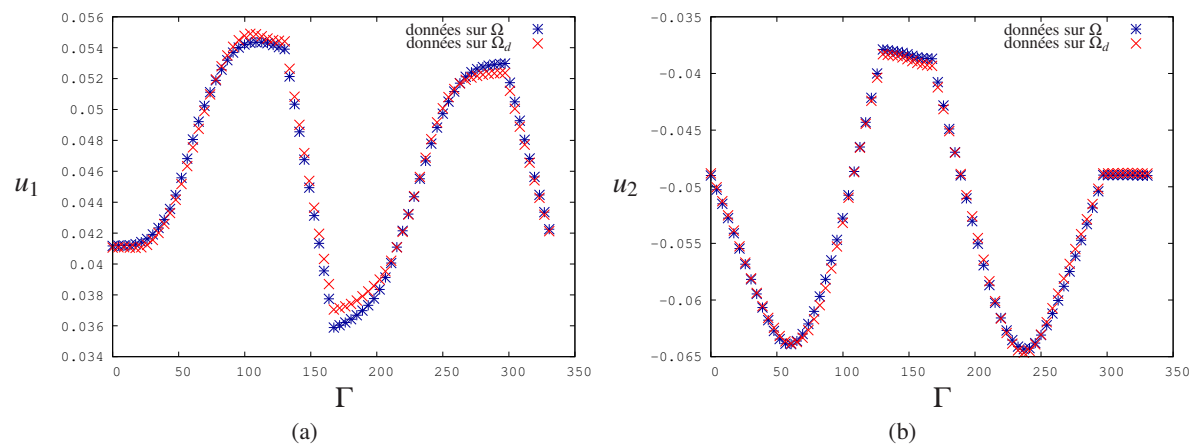 0.056
0.054
0.052
0.05
0.048
0.046
0.044
0.042
0.04
0.038
0.036
0.034
u1
données sur Ω
données sur Ωd
0 50 100 150 200 250 300 350
Γ
(a)
−0.035
−0.04
−0.045
−0.05
−0.055
−0.06
−0.065
u2
données sur Ω
données sur Ωd
0 50 100 150 200 250 300 350
Γ
(b)